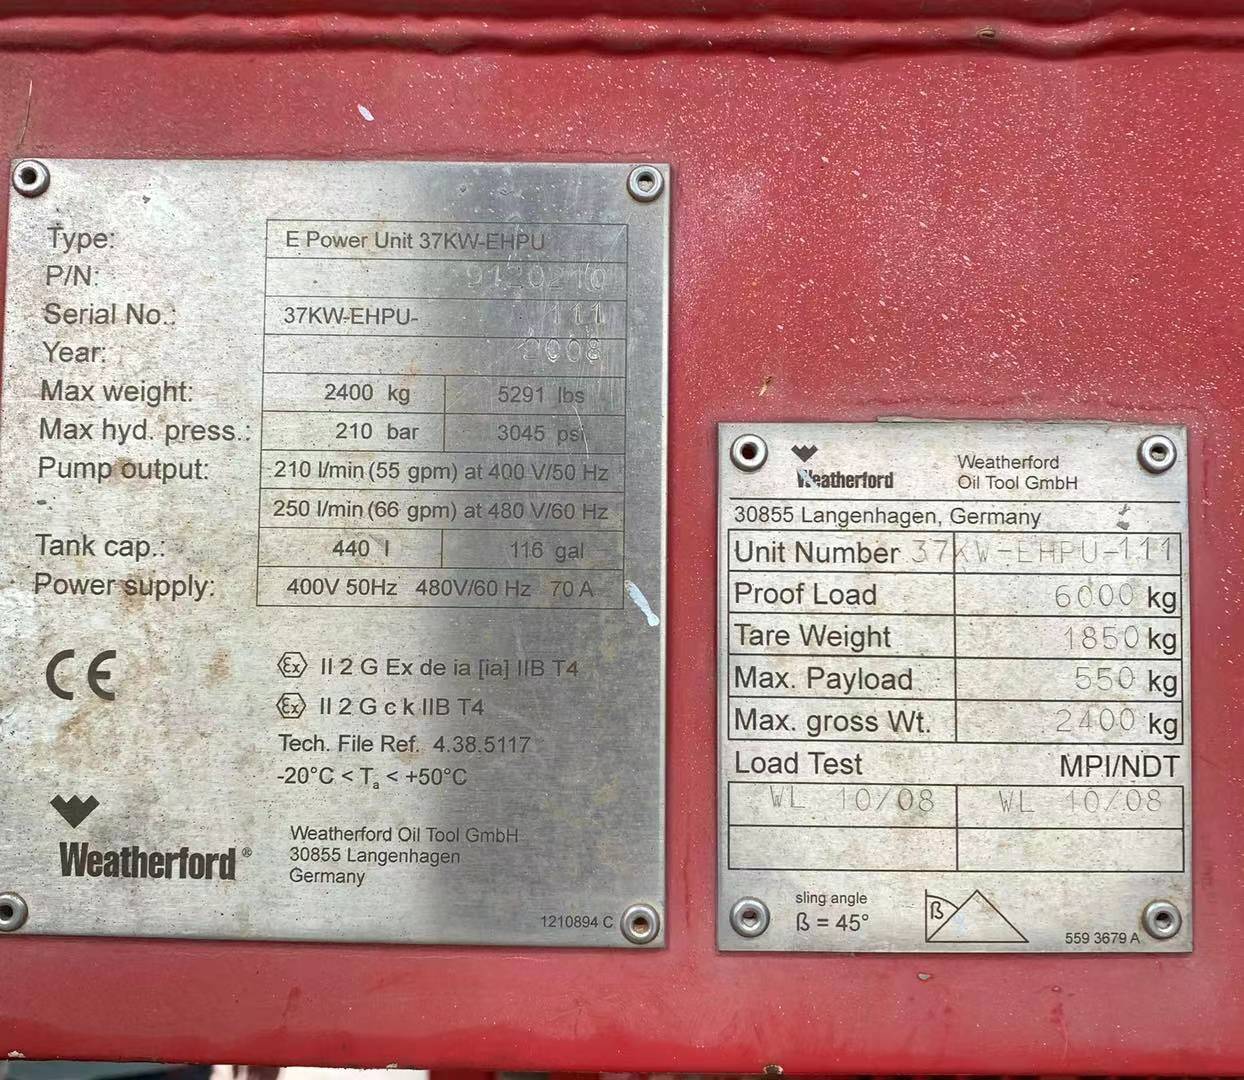 Type: E Power Unit 37KW-EHPU
P/N: 9120210
Serial No.: 37KW-EHPU- 111
Year: 2008
Max weight: 2400 kg 5291 lbs
Max hyd. press.: 210 bar 3045 psi
Pump output: 210 l/min (55 gpm) at 400 V/50 Hz
250 l/min (66 gpm) at 480 V/60 Hz
Tank cap.: 440 l 116 gal
Power supply: 400V 50Hz 480V/60 Hz 70 A
CE
Ex II 2 G Ex de ia [ia] IIB T4
Ex II 2 G c k IIB T4
Tech. File Ref. 4.38.5117
-20°C < Ta < +50°C
Weatherford®
Weatherford Oil Tool GmbH
30855 Langenhagen
Germany
1210894 C
Weatherford
Weatherford
Oil Tool GmbH
30855 Langenhagen, Germany
Unit Number 37KW-EHPU-111
Proof Load 6000 kg
Tare Weight 1850 kg
Max. Payload 550 kg
Max. gross Wt. 2400 kg
Load Test MPI/NDT
WL 10/08 WL 10/08
sling angle
ß = 45°
ß
559 3679 A